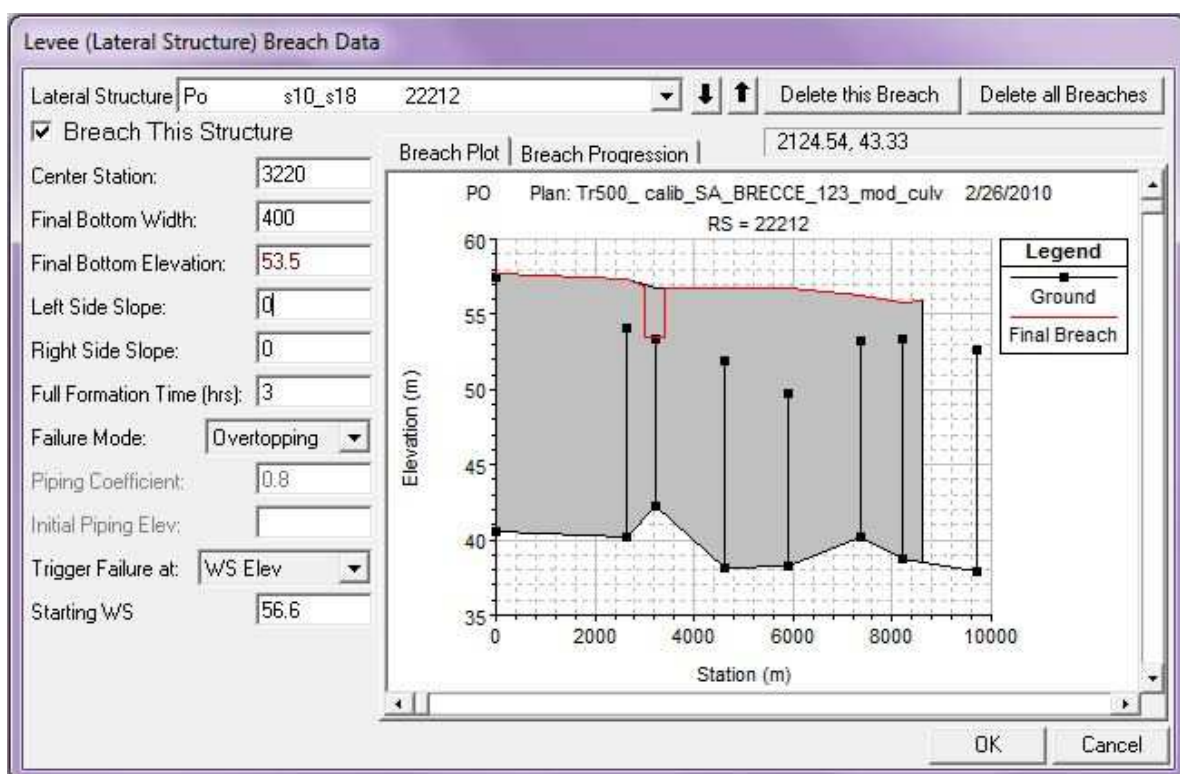 Levee (Lateral Structure) Breach Data
Lateral Structure Po s10_s18 22212 Delete this Breach Delete all Breaches
Breach This Structure
2124.54, 43.33
Breach Plot Breach Progression
Center Station: 3220
Final Bottom Width: 400
Final Bottom Elevation: 53.5
Left Side Slope: 0
Right Side Slope: 0
Full Formation Time (hrs): 3
Failure Mode: Overtopping
Piping Coefficient: 0.8
Initial Piping Elev:
Trigger Failure at: WS Elev
Starting WS 56.6
PO Plan: Tr500_ calib_SA_BRECCE_123_mod_culv 2/26/2010
RS = 22212
Legend
Ground
Final Breach
Elevation (m)
60
55
50
45
40
35
0 2000 4000 6000 8000 10000
Station (m)
OK Cancel